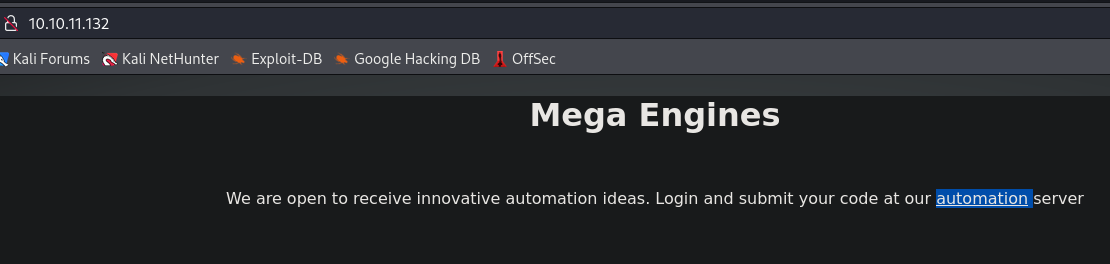 10.10.11.132
Kali Forums Kali NetHunter Exploit-DB Google Hacking DB OffSec
Mega Engines
We are open to receive innovative automation ideas. Login and submit your code at our automation server